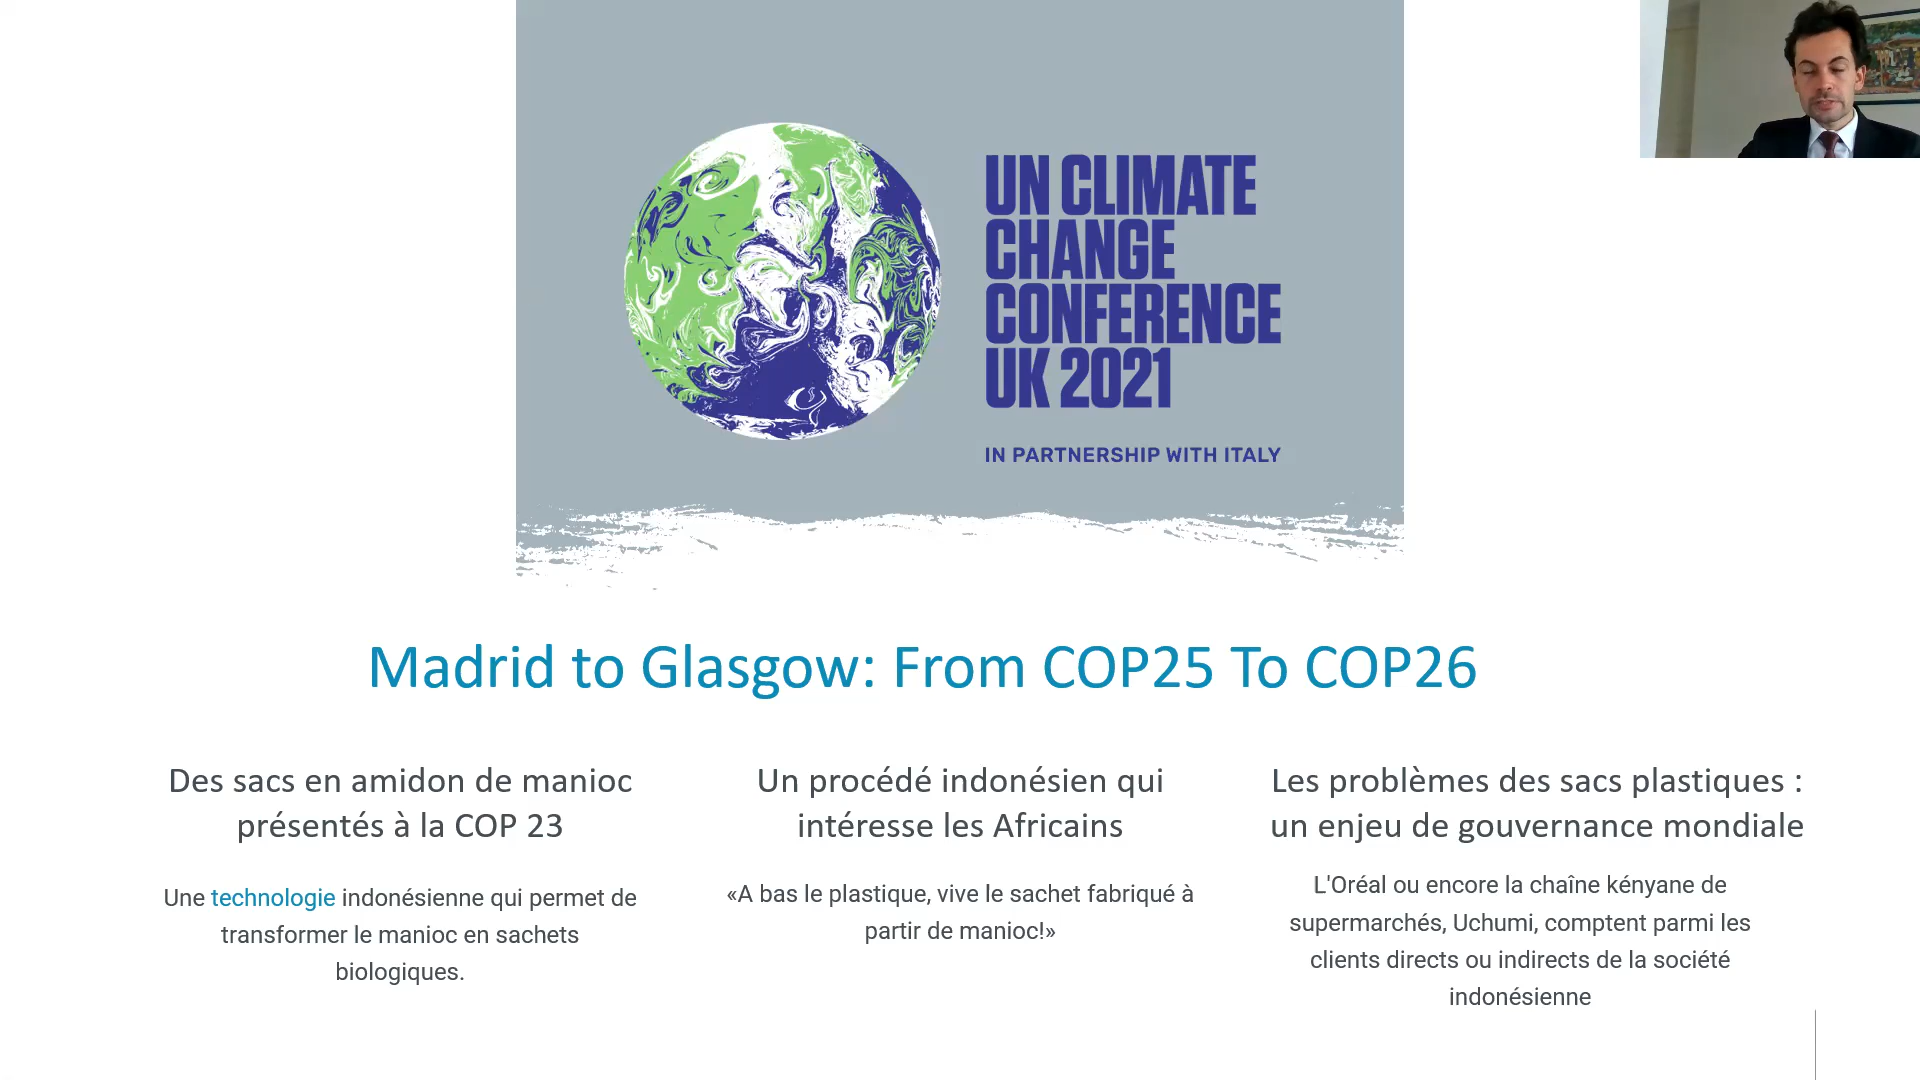 UN CLIMATE
CHANGE
CONFERENCE
UK 2021
IN PARTNERSHIP WITH ITALY
Madrid to Glasgow: From COP25 To COP26
Des sacs en amidon de manioc
présentés à la COP 23
Une technologie indonésienne qui permet de
transformer le manioc en sachets
biologiques.
Un procédé indonésien qui
intéresse les Africains
«A bas le plastique, vive le sachet fabriqué à
partir de manioc!»
Les problèmes des sacs plastiques :
un enjeu de gouvernance mondiale
L'Oréal ou encore la chaîne kényane de
supermarchés, Uchumi, comptent parmi les
clients directs ou indirects de la société
indonésienne